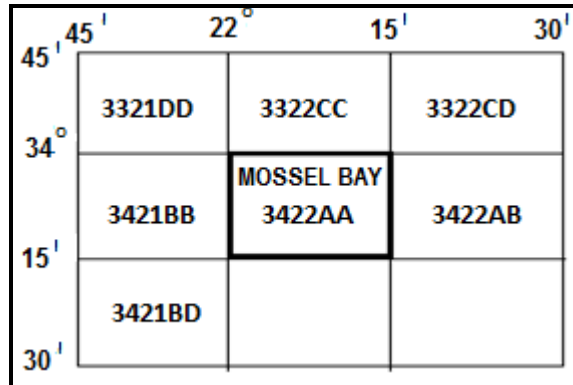 45' 22° 15' 30'
45'
3321DD 3322CC 3322CD
34°
MOSSEL BAY
3421BB 3422AA 3422AB
15'
3421BD
30'